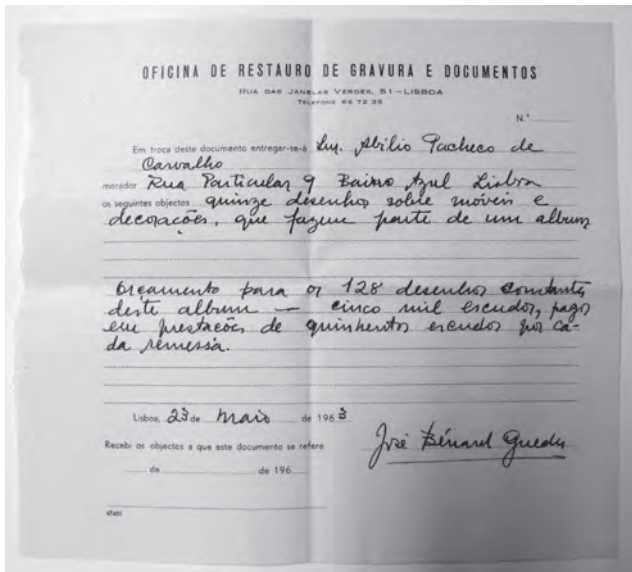 OFICINA DE RESTAURO DE GRAVURA E DOCUMENTOS
RUA DAS JANELAS VERDES, 51 – LISBOA
TELEFONE 66 72 35
N.º
Em troca deste documento entregar-se-á Snr. Abilio Pacheco de
Carvalho
morador Rua Particular 9 Bairro Azul Lisboa
os seguintes objectos quinze desenhos sobre móveis e
decorações, que fazem parte de um album
Orçamento para os 128 desenhos constantes
deste album — cinco mil escudos, pagos
em prestações de quinhentos escudos por ca-
da remessa.
Lisboa, 23 de Maio de 1963
Recebi os objectos a que este documento se refere
de de 196
José Bénard Guedes